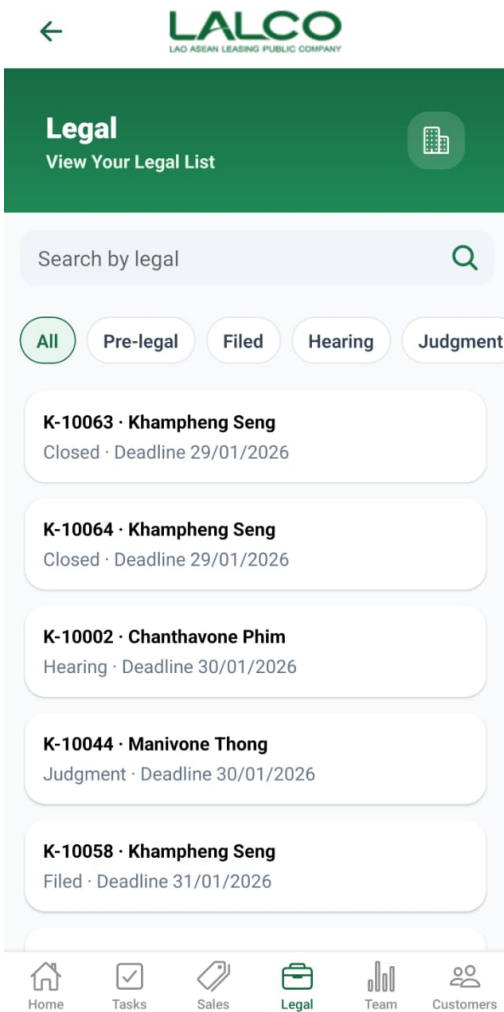 LALCO
LAO ASEAN LEASING PUBLIC COMPANY
Legal
View Your Legal List
Search by legal
All Pre-legal Filed Hearing Judgment
K-10063 · Khampheng Seng
Closed · Deadline 29/01/2026
K-10064 · Khampheng Seng
Closed · Deadline 29/01/2026
K-10002 · Chanthavone Phim
Hearing · Deadline 30/01/2026
K-10044 · Manivone Thong
Judgment · Deadline 30/01/2026
K-10058 · Khampheng Seng
Filed · Deadline 31/01/2026
Home Tasks Sales Legal Team Customers